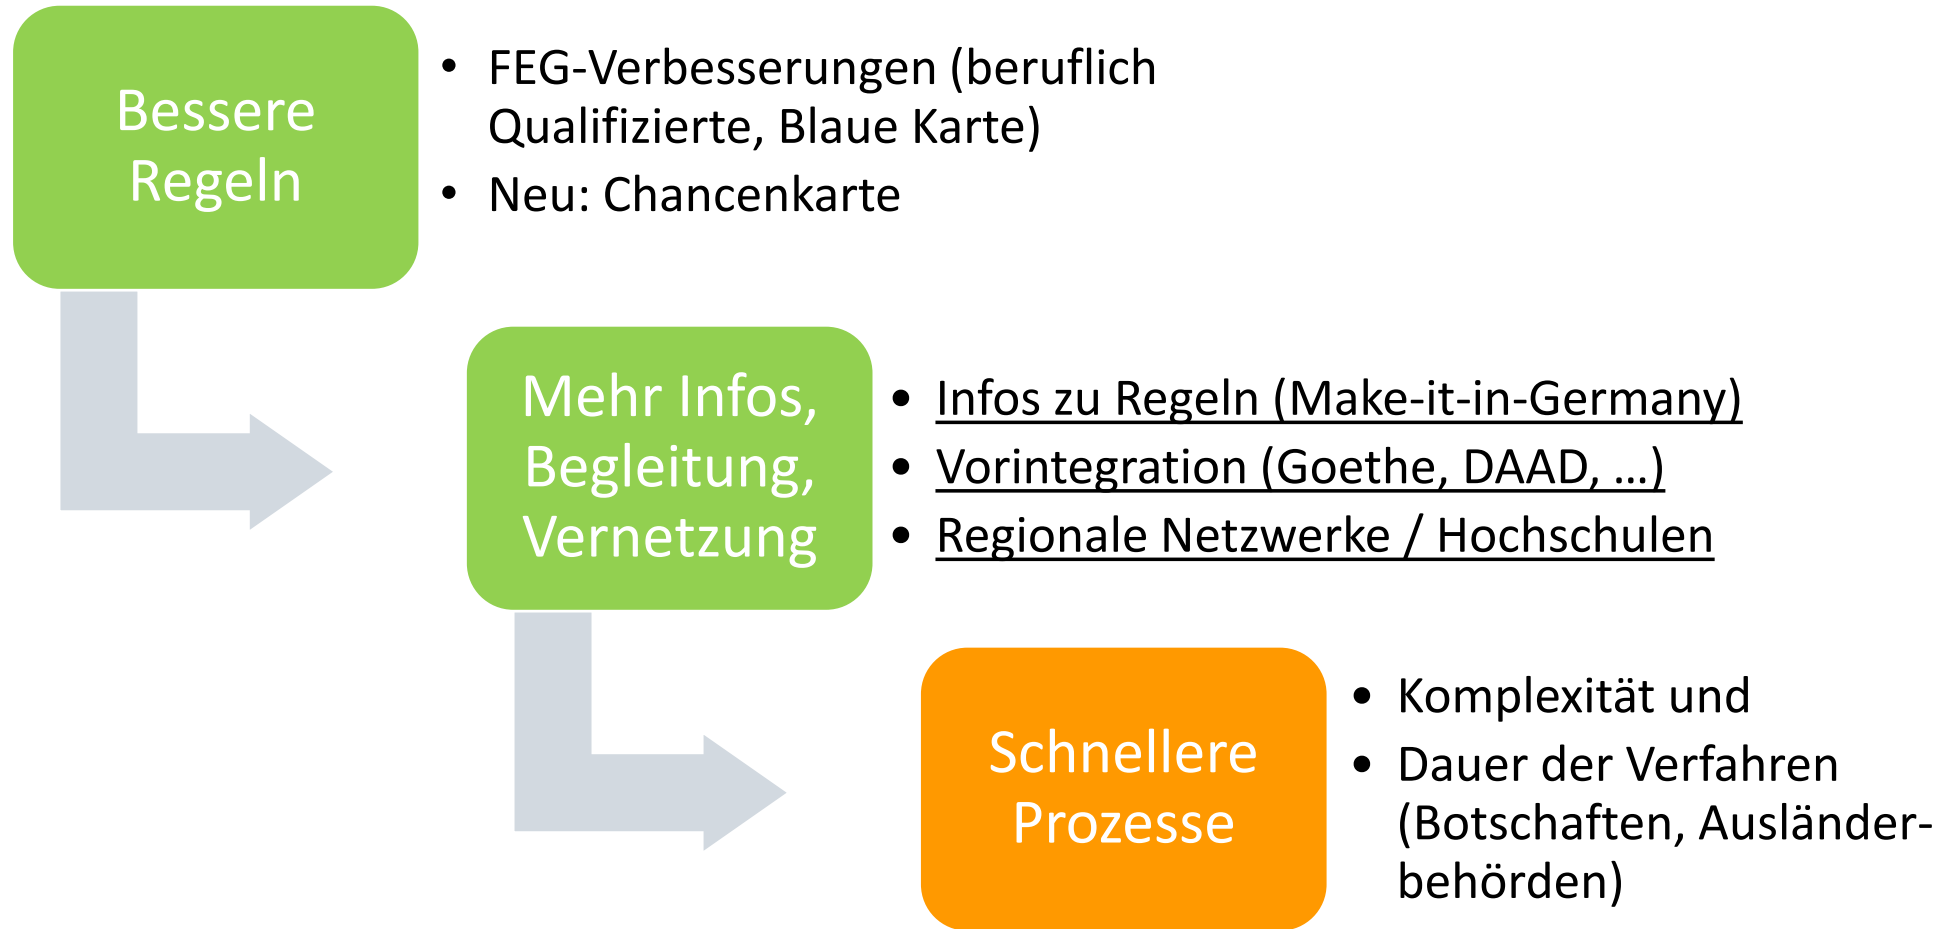 Bessere
Regeln
• FEG-Verbesserungen (beruflich
Qualifizierte, Blaue Karte)
• Neu: Chancenkarte
Mehr Infos,
Begleitung,
Vernetzung
• Infos zu Regeln (Make-it-in-Germany)
• Vorintegration (Goethe, DAAD, …)
• Regionale Netzwerke / Hochschulen
Schnellere
Prozesse
• Komplexität und
• Dauer der Verfahren
(Botschaften, Ausländer-
behörden)